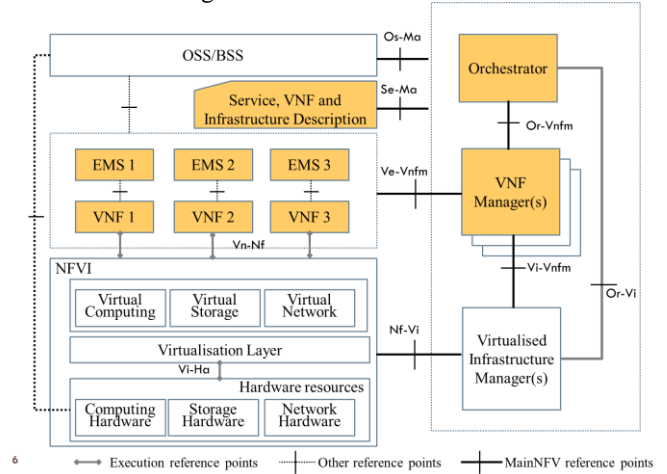 Os-Ma
OSS/BSS
Orchestrator
Se-Ma
Service, VNF and
Infrastructure Description
Or-Vnfm
EMS 1
EMS 2
EMS 3
Ve-Vnfm
VNF
Manager(s)
VNF 1
VNF 2
VNF 3
Vn-Nf
NFVI
Vi-Vnfm
Virtual
Computing
Virtual
Storage
Virtual
Network
Or-Vi
Nf-Vi
Virtualisation Layer
Virtualised
Infrastructure
Manager(s)
Vi-Ha
Hardware resources
Computing
Hardware
Storage
Hardware
Network
Hardware
6
Execution reference points
Other reference points
MainNFV reference points